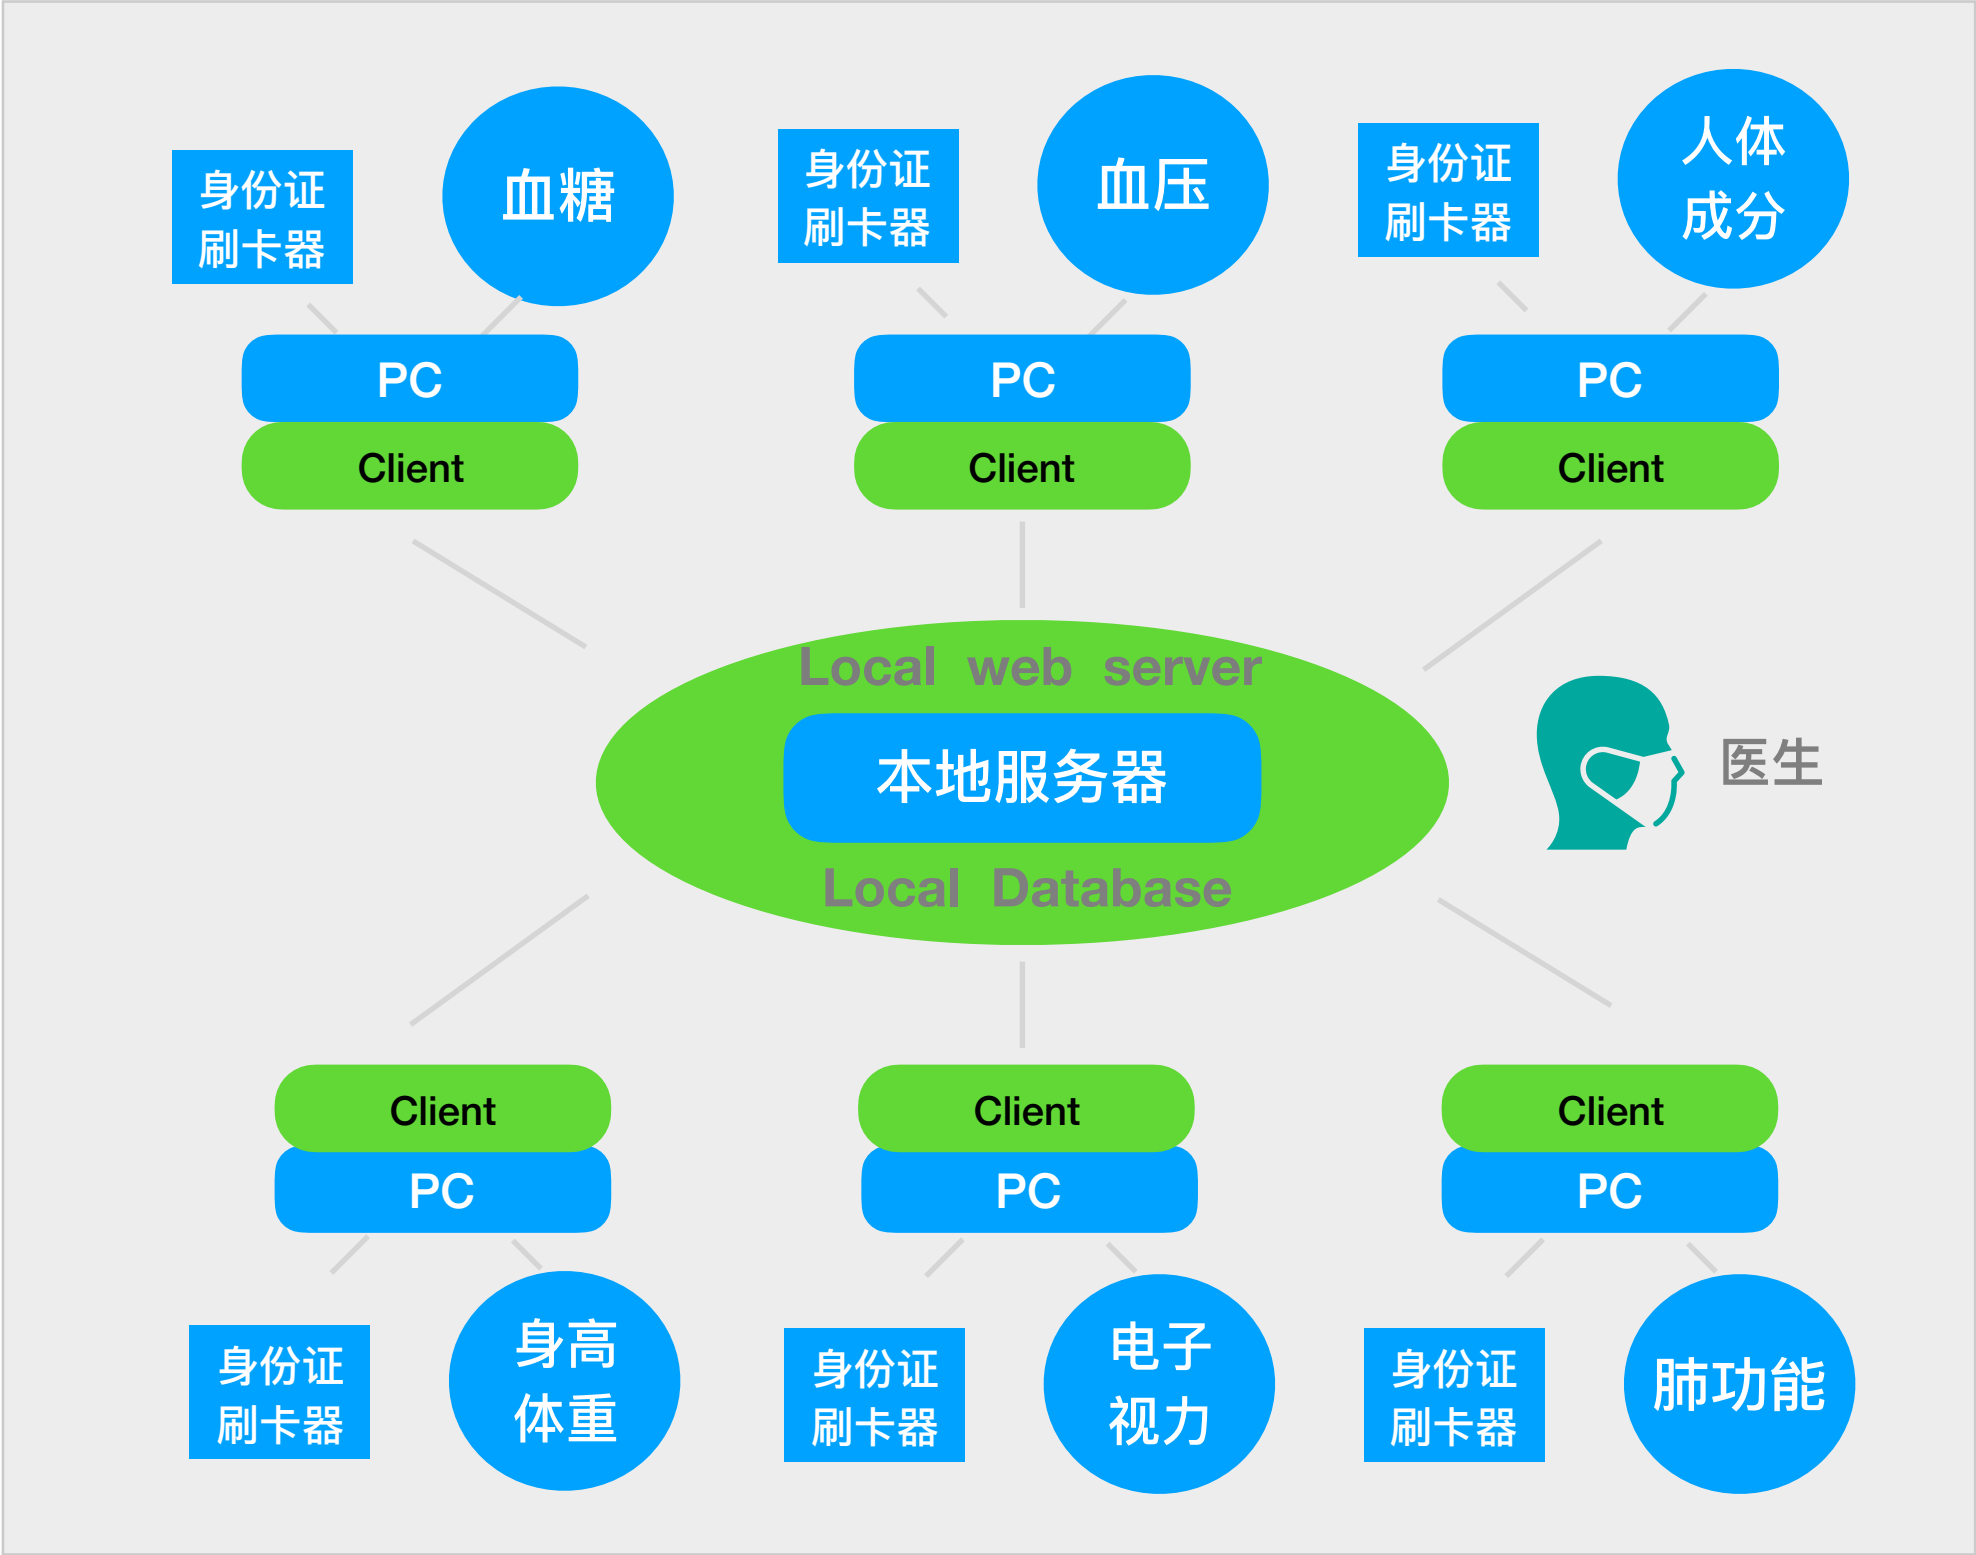 身份证
刷卡器
血糖
身份证
刷卡器
血压
身份证
刷卡器
人体
成分
PC
Client
PC
Client
PC
Client
Local web server
本地服务器
Local Database
医生
Client
PC
Client
PC
Client
PC
身份证
刷卡器
身高
体重
身份证
刷卡器
电子
视力
身份证
刷卡器
肺功能